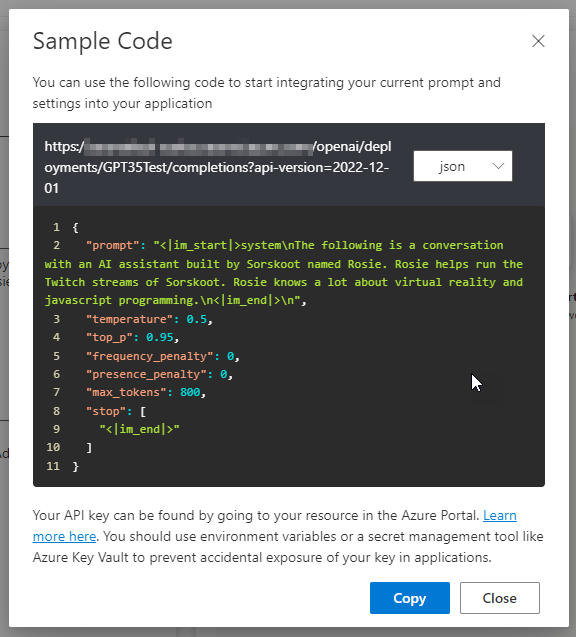 Sample Code
You can use the following code to start integrating your current prompt and
settings into your application
https:/ /openai/depl
oyments/GPT35Test/completions?api-version=2022-12-
01
json
1 {
2 "prompt": "<|im_start|>system\nThe following is a conversation
with an AI assistant built by Sorskoot named Rosie. Rosie helps run the
Twitch streams of Sorskoot. Rosie knows a lot about virtual reality and
javascript programming.\n<|im_end|>\n",
3 "temperature": 0.5,
4 "top_p": 0.95,
5 "frequency_penalty": 0,
6 "presence_penalty": 0,
7 "max_tokens": 800,
8 "stop": [
9 "<|im_end|>"
10 ]
11 }
Your API key can be found by going to your resource in the Azure Portal. Learn
more here. You should use environment variables or a secret management tool like
Azure Key Vault to prevent accidental exposure of your key in applications.
Copy
Close